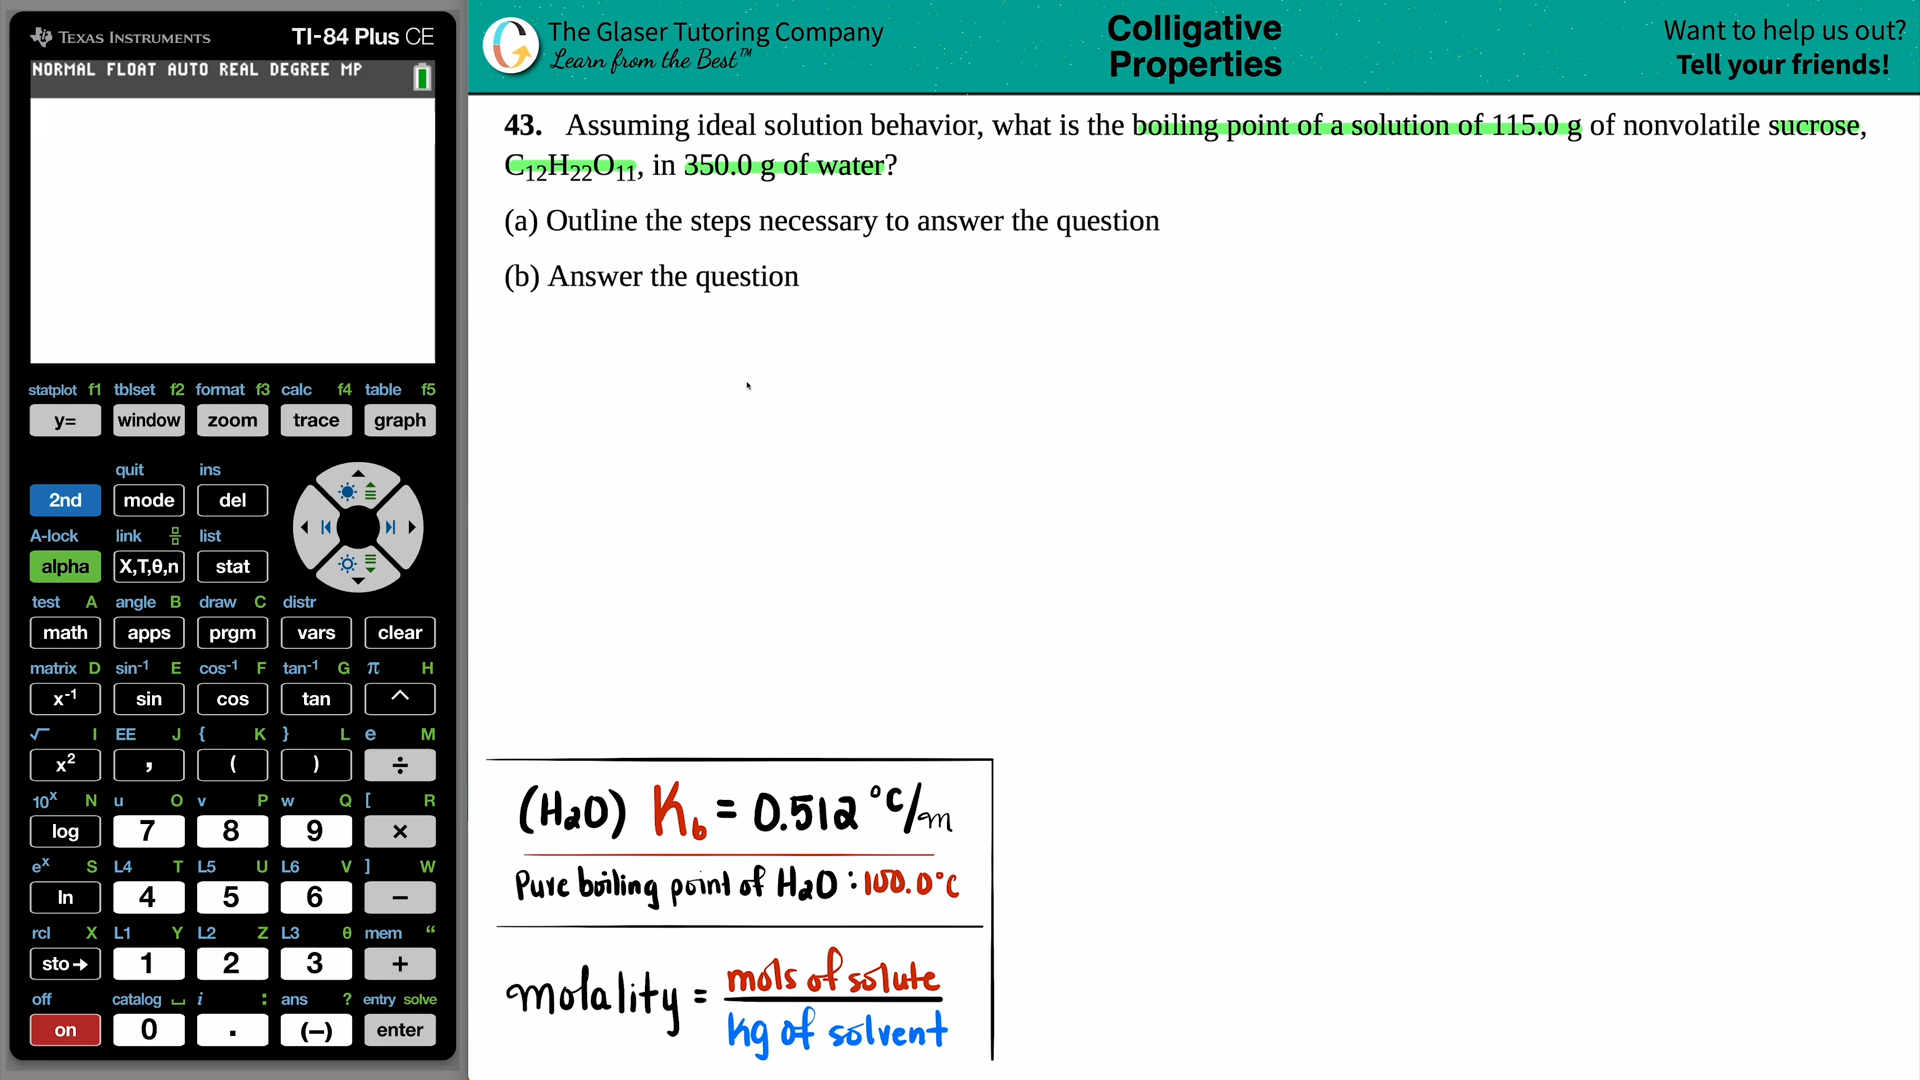 TEXAS INSTRUMENTS TI-84 Plus CE
NORMAL FLOAT AUTO REAL DEGREE MP
statplot f1 tblset f2 format f3 calc f4 table f5
y= window zoom trace graph
quit ins
2nd mode del
A-lock link list
alpha X,T,θ,n stat
test A angle B draw C distr
math apps prgm vars clear
matrix D sin⁻¹ E cos⁻¹ F tan⁻¹ G π H
x⁻¹ sin cos tan ^
√ I EE J { K } L e M
x² , ( ) ÷
10ˣ N u O v P w Q [ R
log 7 8 9 ×
eˣ S L4 T L5 U L6 V ] W
ln 4 5 6 −
rcl X L1 Y L2 Z L3 θ mem “
sto→ 1 2 3 +
off catalog ⎵ i : ans ? entry solve
on 0 . (−) enter
The Glaser Tutoring Company
Learn from the Best™
Colligative
Properties
Want to help us out?
Tell your friends!
43. Assuming ideal solution behavior, what is the boiling point of a solution of 115.0 g of nonvolatile sucrose,
C₁₂H₂₂O₁₁, in 350.0 g of water?
(a) Outline the steps necessary to answer the question
(b) Answer the question
(H₂O) K_b = 0.512 °C/m
Pure boiling point of H₂O : 100.0°C
molality = mols of solute
kg of solvent